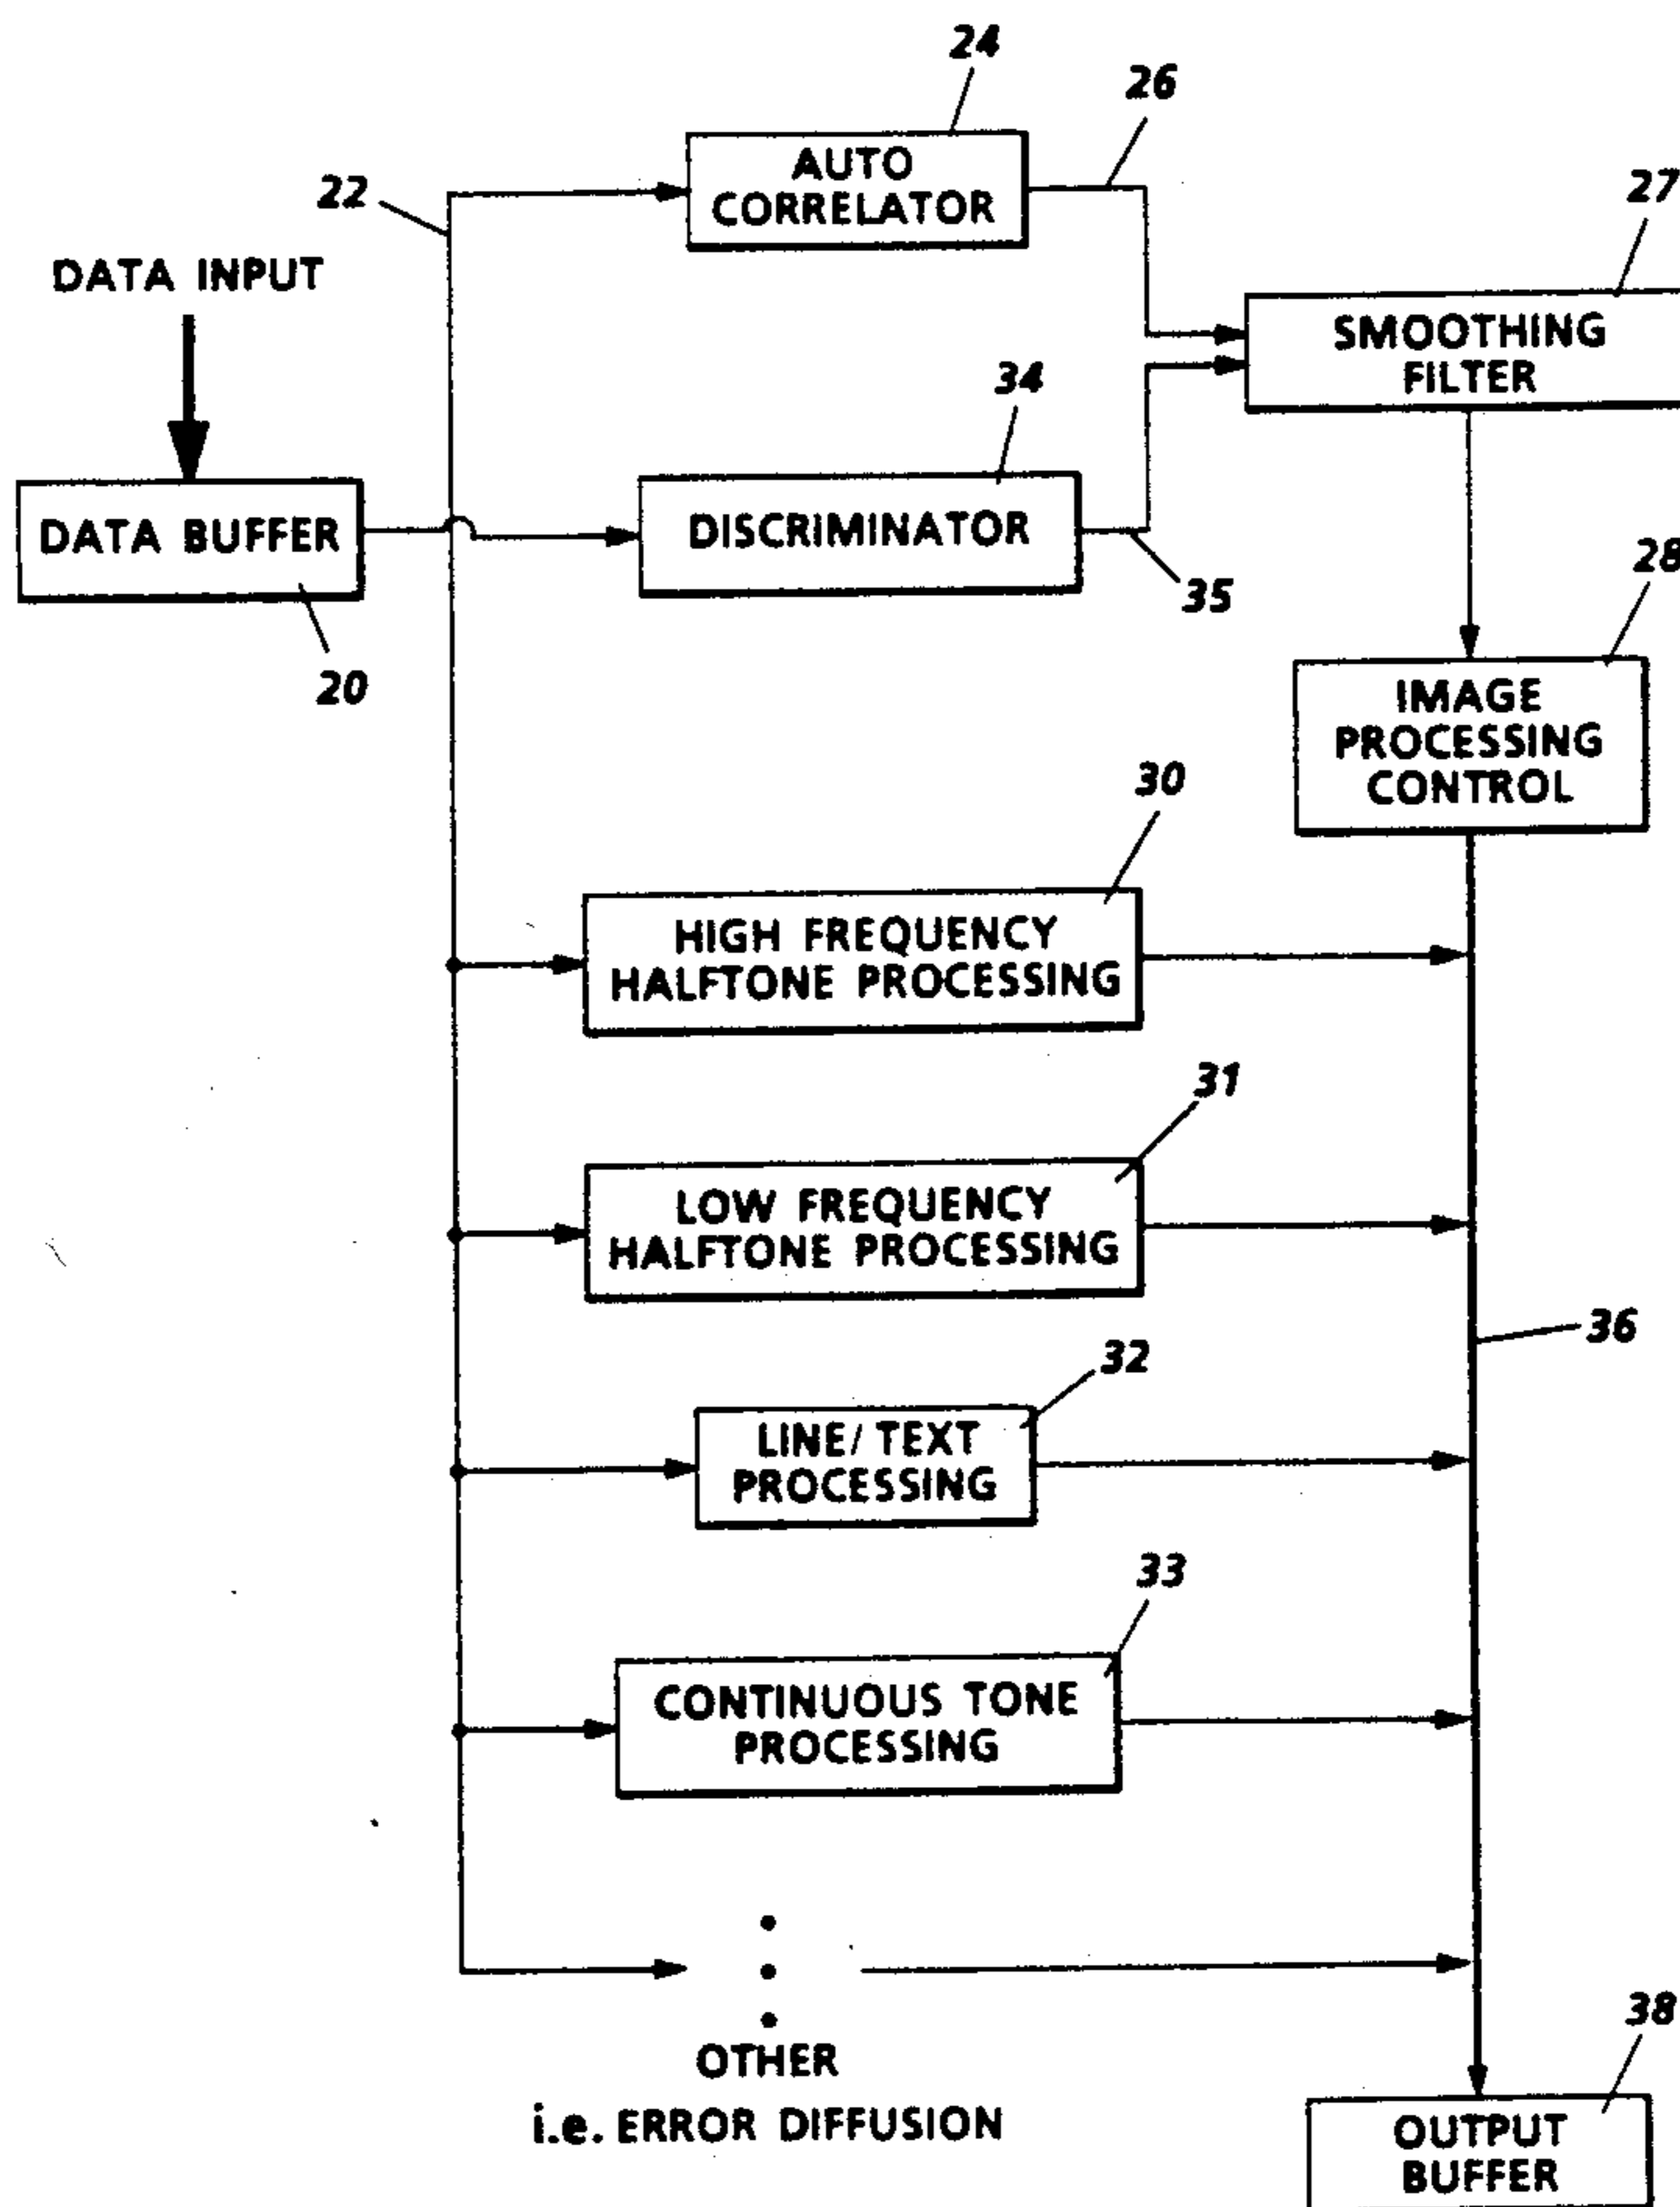 24
26
AUTO
CORRELATOR
22
27
DATA INPUT
SMOOTHING
FILTER
34
DATA BUFFER
DISCRIMINATOR
35
28
20
IMAGE
PROCESSING
CONTROL
30
HIGH FREQUENCY
HALFTONE PROCESSING
31
LOW FREQUENCY
HALFTONE PROCESSING
36
32
LINE/ TEXT
PROCESSING
33
CONTINUOUS TONE
PROCESSING
38
OTHER
i.e. ERROR DIFFUSION
OUTPUT
BUFFER